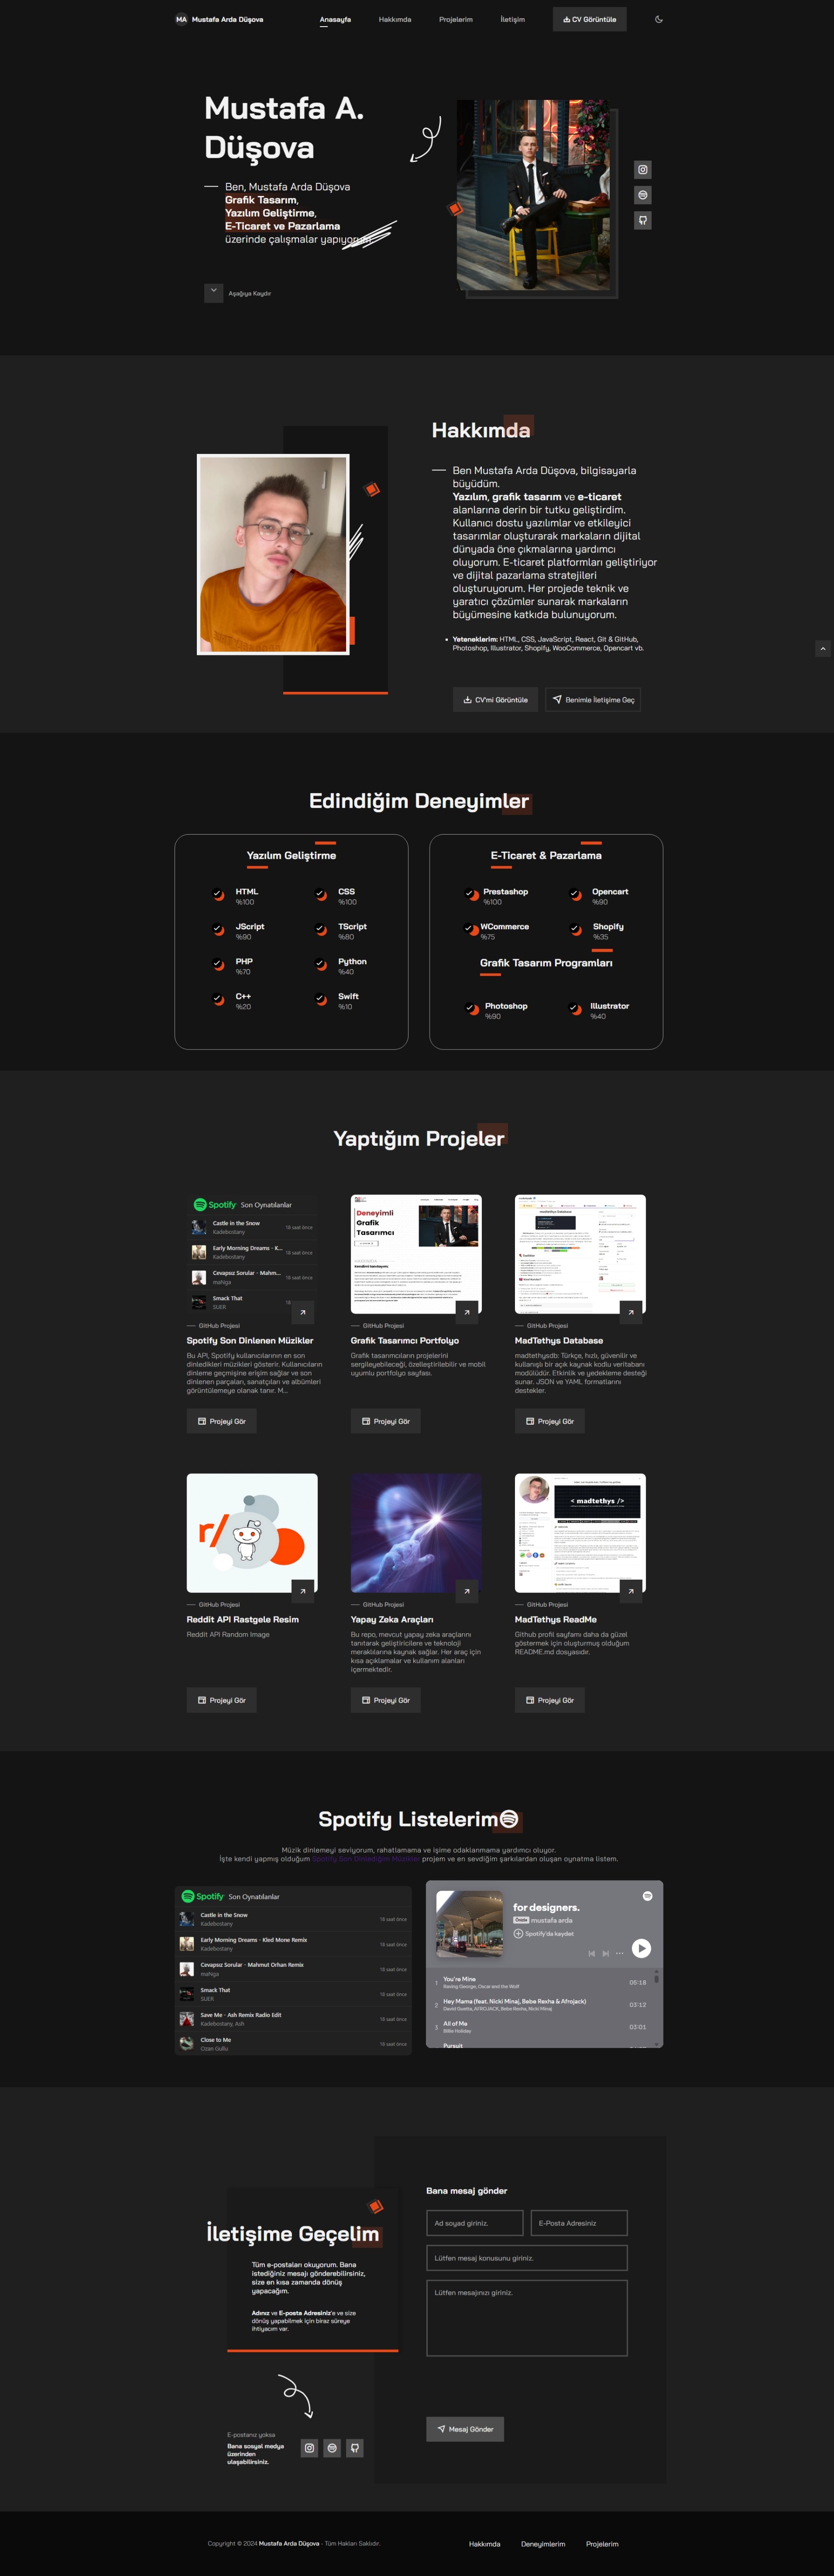 MA Mustafa Arda Düşova
Anasayfa
Hakkımda
Projelerim
İletişim
CV Görüntüle
Mustafa A.
Düşova
Ben, Mustafa Arda Düşova
Grafik Tasarım,
Yazılım Geliştirme,
E-Ticaret ve Pazarlama
üzerinde çalışmalar yapıyorum.
Aşağıya Kaydır
Hakkımda
Ben Mustafa Arda Düşova, bilgisayarla
büyüdüm.
Yazılım, grafik tasarım ve e-ticaret
alanlarına derin bir tutku geliştirdim.
Kullanıcı dostu yazılımlar ve etkileyici
tasarımlar oluşturarak markaların dijital
dünyada öne çıkmalarına yardımcı
oluyorum. E-ticaret platformları geliştiriyor
ve dijital pazarlama stratejileri
oluşturuyorum. Her projede teknik ve
yaratıcı çözümler sunarak markaların
büyümesine katkıda bulunuyorum.
Yeteneklerim: HTML, CSS, JavaScript, React, Git & GitHub,
Photoshop, Illustrator, Shopify, WooCommerce, Opencart vb.
CV'mi Görüntüle
Benimle İletişime Geç
Edindiğim Deneyimler
Yazılım Geliştirme
HTML
%100
CSS
%100
JScript
%90
TScript
%80
PHP
%70
Python
%40
C++
%20
Swift
%10
E-Ticaret & Pazarlama
Prestashop
%100
Opencart
%90
WCommerce
%75
Shopify
%35
Grafik Tasarım Programları
Photoshop
%90
Illustrator
%40
Yaptığım Projeler
Spotify Son Oynatılanlar
Castle in the Snow
Kadebostany
18 saat önce
Early Morning Dreams - K...
Kadebostany
18 saat önce
Cevapsız Sorular - Mahm...
maNga
18 saat önce
Smack That
SUER
18
GitHub Projesi
Spotify Son Dinlenen Müzikler
Bu API, Spotify kullanıcılarının en son
dinledikleri müzikleri gösterir. Kullanıcıların
dinleme geçmişine erişim sağlar ve son
dinlenen parçaları, sanatçıları ve albümleri
görüntülemeye olanak tanır. M...
Projeyi Gör
Deneyimli
Grafik
Tasarımcı
GitHub Projesi
Grafik Tasarımcı Portfolyo
Grafik tasarımcıların projelerini
sergileyebileceği, özelleştirilebilir ve mobil
uyumlu portfolyo sayfası.
Projeyi Gör
GitHub Projesi
MadTethys Database
madtethysdb: Türkçe, hızlı, güvenilir ve
kullanışlı bir açık kaynak kodlu veritabanı
modülüdür. Etkinlik ve yedekleme desteği
sunar. JSON ve YAML formatlarını
destekler.
Projeyi Gör
r/
GitHub Projesi
Reddit API Rastgele Resim
Reddit API Random Image
Projeyi Gör
GitHub Projesi
Yapay Zeka Araçları
Bu repo, mevcut yapay zeka araçlarını
tanıtarak geliştiricilere ve teknoloji
meraklılarına kaynak sağlar. Her araç için
kısa açıklamalar ve kullanım alanları
içermektedir.
Projeyi Gör
< madtethys />
GitHub Projesi
MadTethys ReadMe
Github profil sayfamı daha da güzel
göstermek için oluşturmuş olduğum
README.md dosyasıdır.
Projeyi Gör
Spotify Listelerim
Müzik dinlemeyi seviyorum, rahatlamama ve işime odaklanmama yardımcı oluyor.
İşte kendi yapmış olduğum Spotify Son Dinlediğim Müzikler projem ve en sevdiğim şarkılardan oluşan oynatma listem.
Spotify Son Oynatılanlar
Castle in the Snow
Kadebostany
18 saat önce
Early Morning Dreams - Kled Mone Remix
Kadebostany
18 saat önce
Cevapsız Sorular - Mahmut Orhan Remix
maNga
18 saat önce
Smack That
SUER
18 saat önce
Save Me - Ash Remix Radio Edit
Kadebostany, Ash
18 saat önce
Close to Me
Ozan Gullu
18 saat önce
for designers.
mustafa arda
Spotify'da kaydet
1 You're Mine
Raving George, Oscar and the Wolf
05:18
2 Hey Mama (feat. Nicki Minaj, Bebe Rexha & Afrojack)
David Guetta, AFROJACK, Bebe Rexha, Nicki Minaj
03:12
3 All of Me
Billie Holiday
03:01
Pursuit
İletişime Geçelim
Tüm e-postaları okuyorum. Bana
istediğiniz mesajı gönderebilirsiniz,
size en kısa zamanda dönüş
yapacağım.
Adınız ve E-posta Adresiniz'e ve size
dönüş yapabilmek için biraz süreye
ihtiyacım var.
E-postanız yoksa
Bana sosyal medya
üzerinden
ulaşabilirsiniz.
Bana mesaj gönder
Ad soyad giriniz.
E-Posta Adresiniz
Lütfen mesaj konusunu giriniz.
Lütfen mesajınızı giriniz.
Mesaj Gönder
Copyright © 2024 Mustafa Arda Düşova - Tüm Hakları Saklıdır.
Hakkımda
Deneyimlerim
Projelerim